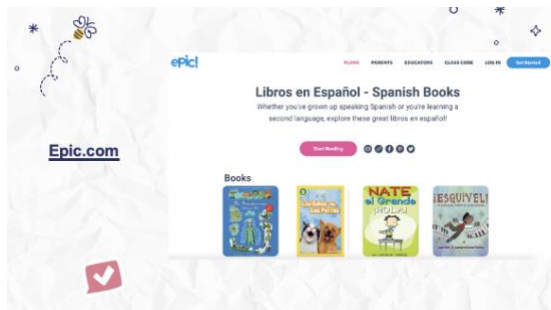 epic!
PLANS PARENTS EDUCATORS CLASS CODE LOG IN Get Started
Libros en Español - Spanish Books
Whether you've grown up speaking Spanish or you're learning a
second language, explore these great libros en español!
Epic.com
Start Reading
Books
NATE
el Grande
¡HOLA!
¡ESQUIVEL!